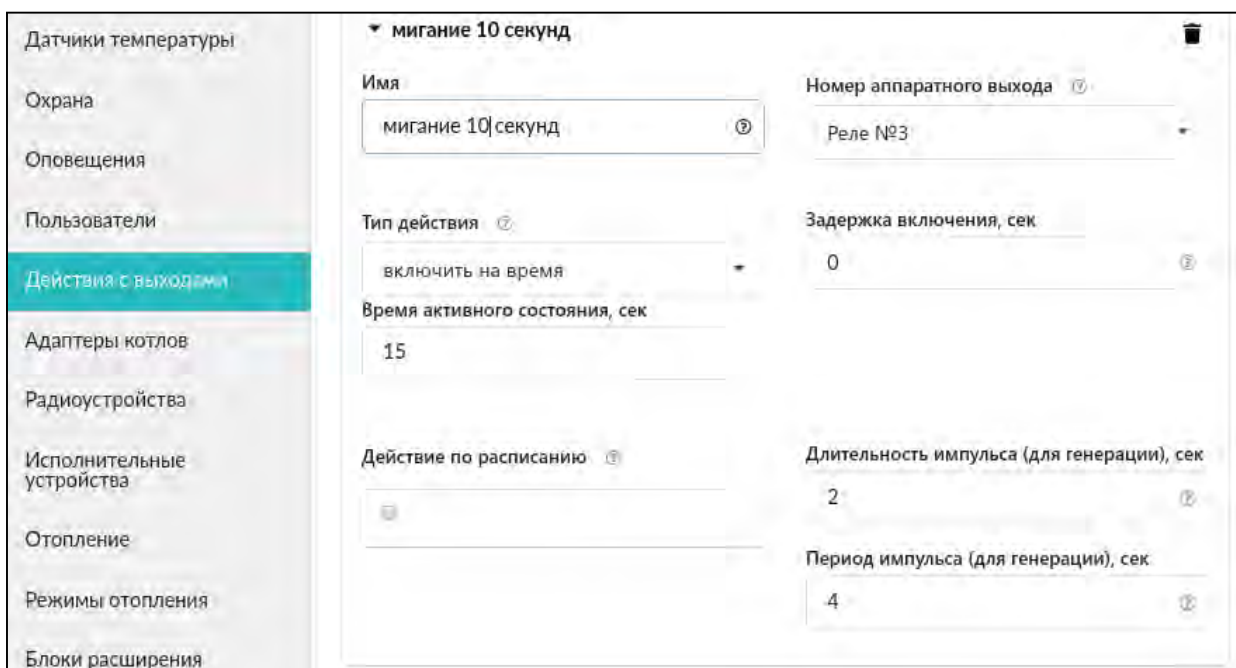 Датчики температуры
Охрана
Оповещения
Пользователи
Действия с выходами
Адаптеры котлов
Радиоустройства
Исполнительные
устройства
Отопление
Режимы отопления
Блоки расширения
мигание 10 секунд
Имя
мигание 10 секунд
Номер аппаратного выхода
Реле №3
Тип действия
включить на время
Задержка включения, сек
0
Время активного состояния, сек
15
Действие по расписанию
Длительность импульса (для генерации), сек
2
Период импульса (для генерации), сек
4